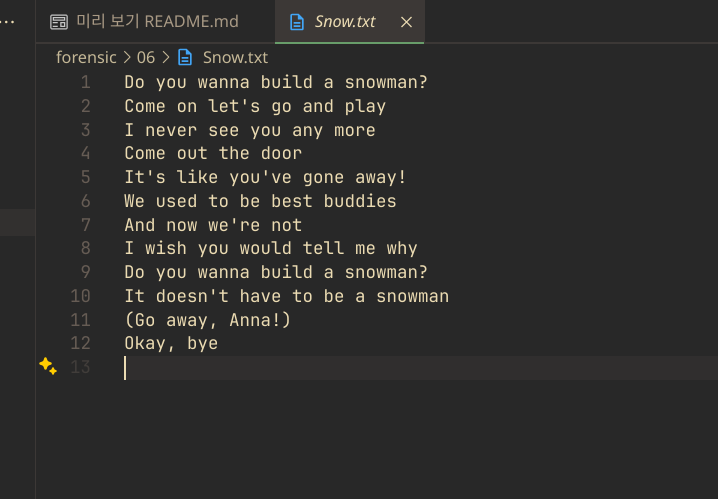 ... 미리 보기 README.md Snow.txt
forensic > 06 > Snow.txt
1 Do you wanna build a snowman?
2 Come on let's go and play
3 I never see you any more
4 Come out the door
5 It's like you've gone away!
6 We used to be best buddies
7 And now we're not
8 I wish you would tell me why
9 Do you wanna build a snowman?
10 It doesn't have to be a snowman
11 (Go away, Anna!)
12 Okay, bye
13